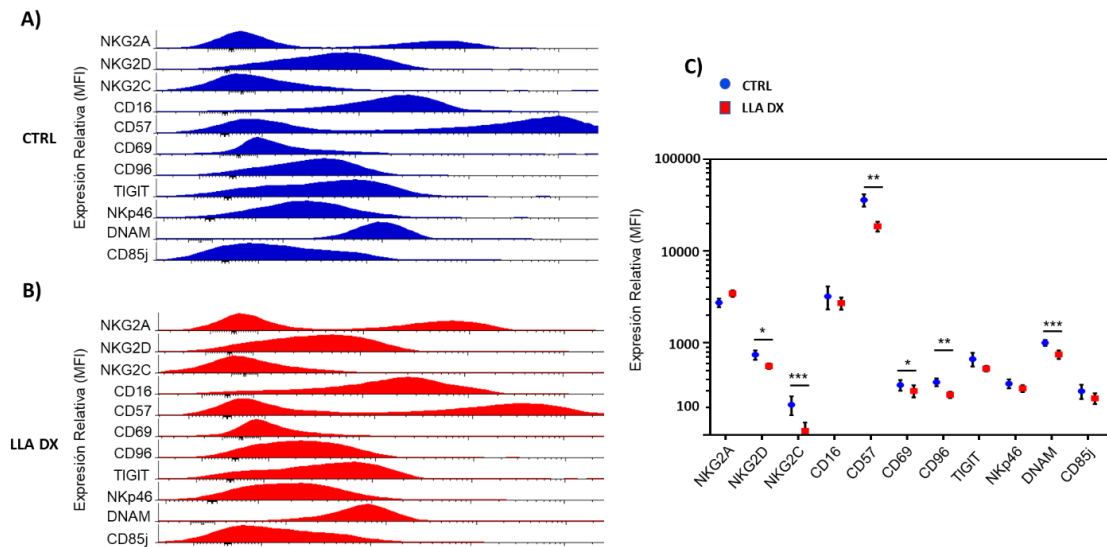 A)
Expresión Relativa (MFI)
CTRL
NKG2A
NKG2D
NKG2C
CD16
CD57
CD69
CD96
TIGIT
NKp46
DNAM
CD85j
B)
Expresión Relativa (MFI)
LLA DX
NKG2A
NKG2D
NKG2C
CD16
CD57
CD69
CD96
TIGIT
NKp46
DNAM
CD85j
C)
CTRL
LLA DX
Expresión Relativa (MFI)
100000
10000
1000
100
*
***
**
*
**
***
NKG2A
NKG2D
NKG2C
CD16
CD57
CD69
CD96
TIGIT
NKp46
DNAM
CD85j